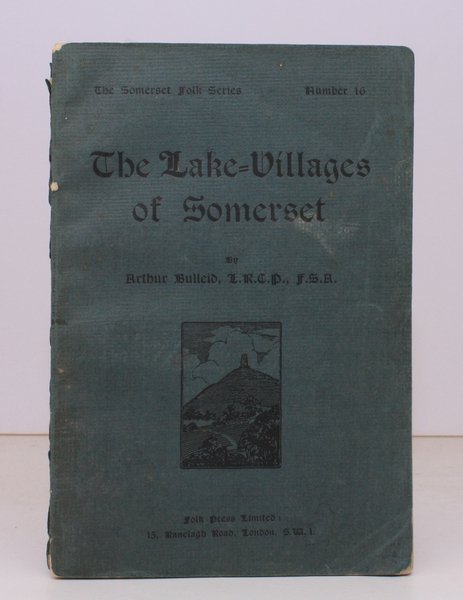 The Somerset Folk Series Number 16
The Lake-Villages
of Somerset
By
Arthur Bulleid, L.R.C.P., F.S.A.
Folk Press Limited:
15, Ranelagh Road, London, S.W.1.